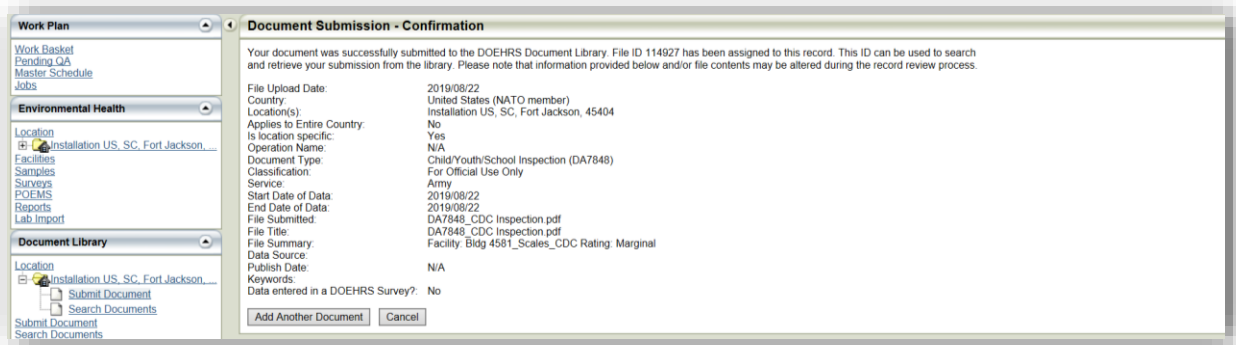 Work Plan
Work Basket
Pending QA
Master Schedule
Jobs
Environmental Health
Location
Installation US, SC, Fort Jackson, ...
Facilities
Samples
Surveys
POEMS
Reports
Lab Import
Document Library
Location
Installation US, SC, Fort Jackson, ...
Submit Document
Search Documents
Submit Document
Search Documents
Document Submission - Confirmation
Your document was successfully submitted to the DOEHRS Document Library. File ID 114927 has been assigned to this record. This ID can be used to search
and retrieve your submission from the library. Please note that information provided below and/or file contents may be altered during the record review process.
File Upload Date: 2019/08/22
Country: United States (NATO member)
Location(s): Installation US, SC, Fort Jackson, 45404
Applies to Entire Country: No
Is location specific: Yes
Operation Name: N/A
Document Type: Child/Youth/School Inspection (DA7848)
Classification: For Official Use Only
Service: Army
Start Date of Data: 2019/08/22
End Date of Data: 2019/08/22
File Submitted: DA7848_CDC Inspection.pdf
File Title: DA7848_CDC Inspection.pdf
File Summary: Facility: Bldg 4581_Scales_CDC Rating: Marginal
Data Source:
Publish Date: N/A
Keywords:
Data entered in a DOEHRS Survey?: No
Add Another Document Cancel